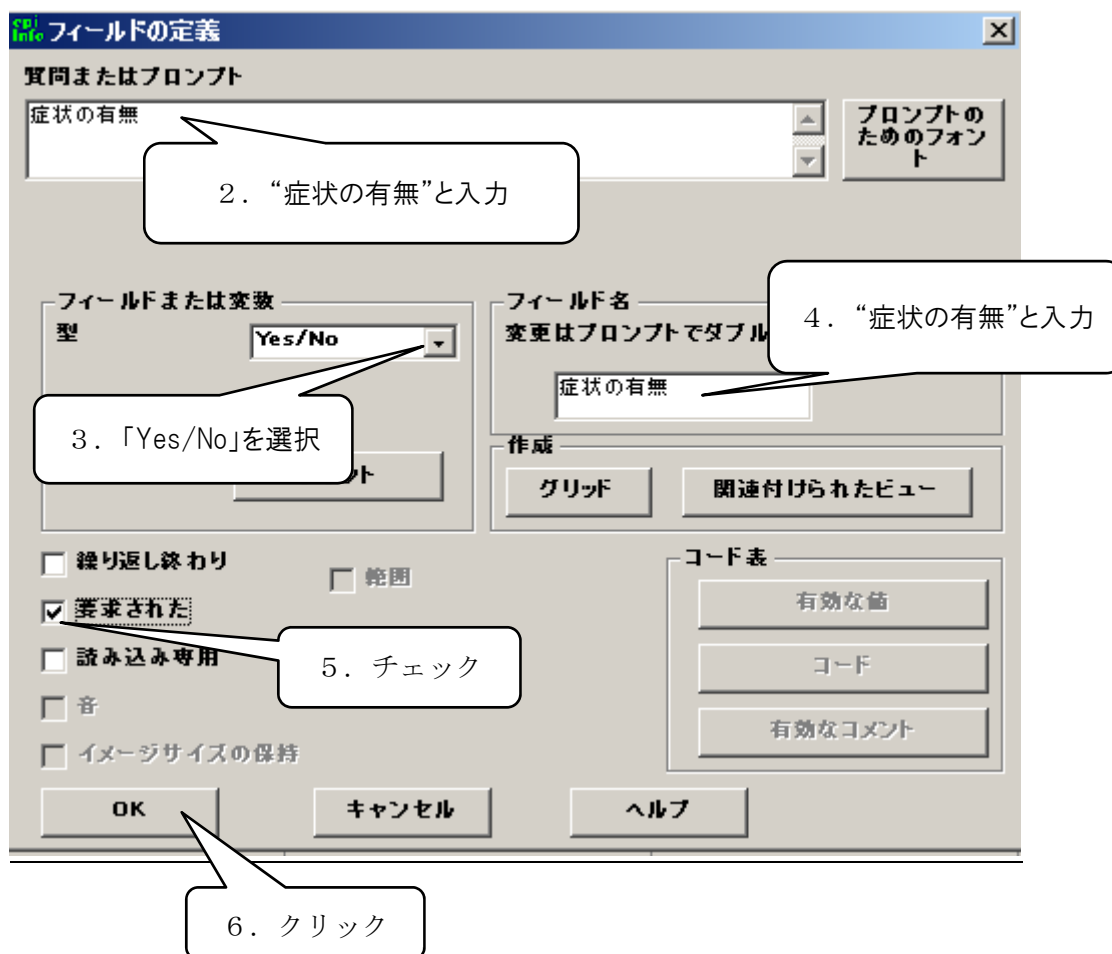 Epi
Info フィールドの定義
質問またはプロンプト
症状の有無
プロンプトの
ためのフォン
ト
２．“症状の有無”と入力
フィールドまたは変数
型
Yes/No
３．「Yes/No」を選択
フィールド名
変更はプロンプトでダブル
４．“症状の有無”と入力
症状の有無
作成
グリッド
関連付けられたビュー
繰り返し終わり
範囲
要求された
読み込み専用
５．チェック
音
イメージサイズの保持
コード表
有効な値
コード
有効なコメント
OK
キャンセル
ヘルプ
６．クリック